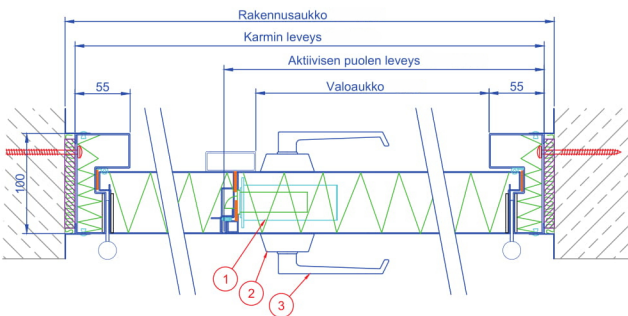 Rakennusaukko
Karmin leveys
Aktiivisen puolen leveys
55
Valoaukko
55
100
1
2
3